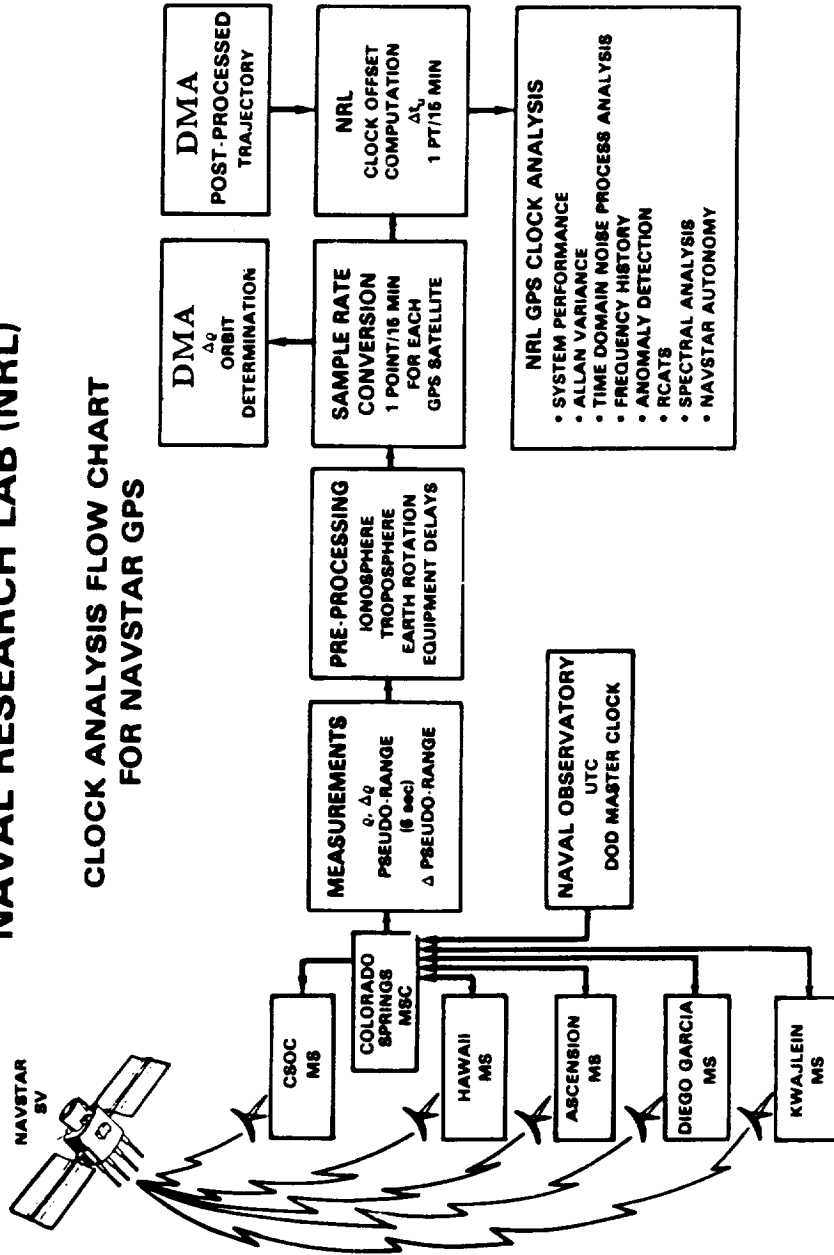 NAVAL RESEARCH LAB (NRL)
CLOCK ANALYSIS FLOW CHART
FOR NAVSTAR GPS
NAVSTAR
SV
CSOC
MS
HAWAII
MS
ASCENSION
MS
DIEGO GARCIA
MS
KWAJLEIN
MS
COLORADO
SPRINGS
MSC
MEASUREMENTS
ϱ, Δϱ
PSEUDO-RANGE
(6 sec)
Δ PSEUDO-RANGE
NAVAL OBSERVATORY
UTC
DOD MASTER CLOCK
PRE-PROCESSING
IONOSPHERE
TROPOSPHERE
EARTH ROTATION
EQUIPMENT DELAYS
DMA
Δϱ
ORBIT
DETERMINATION
SAMPLE RATE
CONVERSION
1 POINT/15 MIN
FOR EACH
GPS SATELLITE
DMA
POST-PROCESSED
TRAJECTORY
NRL
CLOCK OFFSET
COMPUTATION
1 PT/15 MIN
NRL GPS CLOCK ANALYSIS
• SYSTEM PERFORMANCE
• ALLAN VARIANCE
• TIME DOMAIN NOISE PROCESS ANALYSIS
• FREQUENCY HISTORY
• ANOMALY DETECTION
• RCATS
• SPECTRAL ANALYSIS
• NAVSTAR AUTONOMY